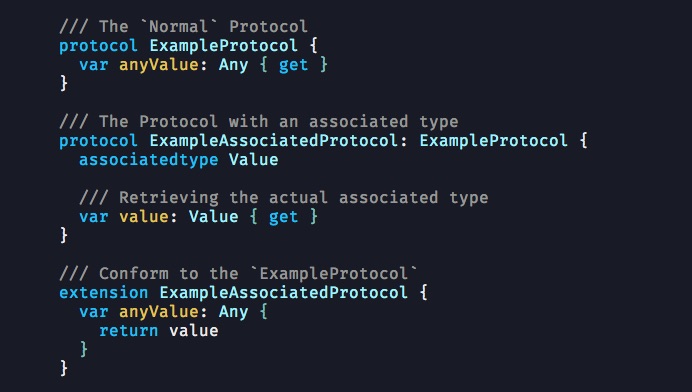 /// The `Normal` Protocol
protocol ExampleProtocol {
  var anyValue: Any { get }
}

/// The Protocol with an associated type
protocol ExampleAssociatedProtocol: ExampleProtocol {
  associatedtype Value

  /// Retrieving the actual associated type
  var value: Value { get }
}

/// Conform to the `ExampleProtocol`
extension ExampleAssociatedProtocol {
  var anyValue: Any {
    return value
  }
}